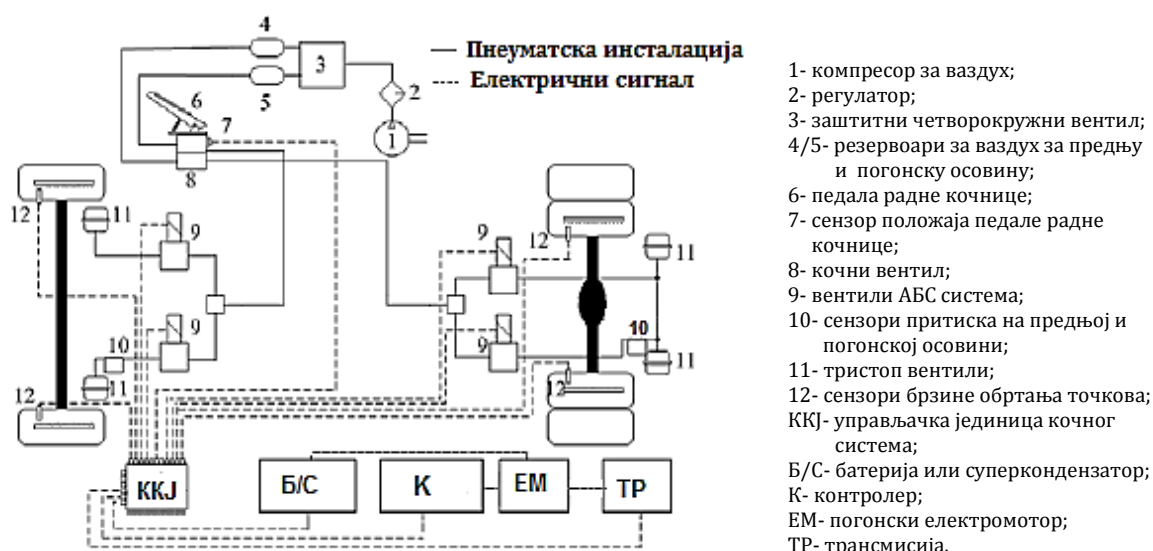 4
3
5
2
1
6
7
8
Пнеуматска инсталација
Електрични сигнал
12
11
9
9
12
11
9
10
11
12
9
10
11
12
ККЈ
Б/С
К
ЕМ
ТР
1- компресор за ваздух;
2- регулатор;
3- заштитни четворокружни вентил;
4/5- резервоари за ваздух за предњу
и погонску осовину;
6- педала радне кочнице;
7- сензор положаја педале радне
кочнице;
8- кочни вентил;
9- вентили АБС система;
10- сензори притиска на предњој и
погонској осовини;
11- тристоп вентили;
12- сензори брзине обртања точкова;
ККЈ- управљачка јединица кочног
система;
Б/С- батерија или суперкондензатор;
К- контролер;
ЕМ- погонски електромотор;
ТР- трансмисија.